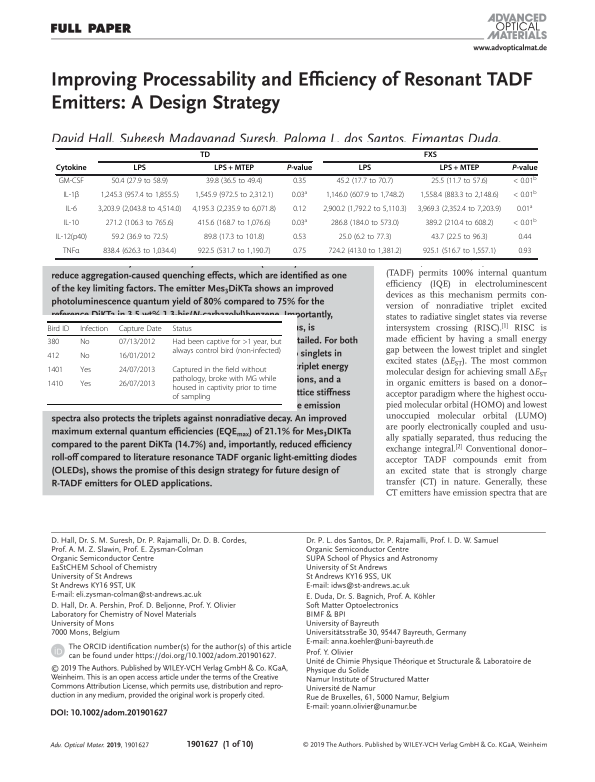 FULL PAPER
ADVANCED
OPTICAL
MATERIALS
www.advopticalmat.de
Improving Processability and Efficiency of Resonant TADF
Emitters: A Design Strategy
David Hall, Subeesh Madayanad Suresh, Paloma L. dos Santos, Eimantas Duda,
TD FXS
Cytokine LPS LPS + MTEP P-value LPS LPS + MTEP P-value
GM-CSF 50.4 (27.9 to 58.9) 39.8 (36.5 to 49.4) 0.35 45.2 (17.7 to 70.7) 25.5 (11.7 to 57.6) < 0.01b
IL-1β 1,245.3 (957.4 to 1,855.5) 1,545.9 (972.5 to 2,312.1) 0.03a 1,146.0 (607.9 to 1,748.2) 1,558.4 (883.3 to 2,148.6) < 0.01b
IL-6 3,203.9 (2,043.8 to 4,514.0) 4,195.3 (2,235.9 to 6,071.8) 0.12 2,900.2 (1,792.2 to 5,110.3) 3,969.3 (2,352.4 to 7,203.9) 0.01a
IL-10 271.2 (106.3 to 765.6) 415.6 (168.7 to 1,076.6) 0.03a 286.8 (184.0 to 573.0) 389.2 (210.4 to 608.2) < 0.01b
IL-12(p40) 59.2 (36.9 to 72.5) 89.8 (17.3 to 101.8) 0.53 25.0 (6.2 to 77.3) 43.7 (22.5 to 96.3) 0.44
TNFα 838.4 (626.3 to 1,034.4) 922.5 (531.7 to 1,190.7) 0.75 724.2 (413.0 to 1,381.2) 925.1 (516.7 to 1,557.1) 0.93
reduce aggregation-caused quenching effects, which are identified as one
of the key limiting factors. The emitter Mes3DiKTa shows an improved
photoluminescence quantum yield of 80% compared to 75% for the
reference DiKTa in 3.5 wt% 1,3-bis(N-carbazolyl)benzene. Importantly,
ns, is
tailed. For both
singlets in
triplet energy
ions, and a
ttice stiffness
e emission
Bird ID Infection Capture Date Status
380 No 07/13/2012 Had been captive for >1 year, but
always control bird (non-infected)
412 No 16/01/2012
1401 Yes 24/07/2013 Captured in the field without
pathology, broke with MG while
1410 Yes 26/07/2013 housed in captivity prior to time
of sampling
spectra also protects the triplets against nonradiative decay. An improved
maximum external quantum efficiencies (EQEmax) of 21.1% for Mes3DIKTa
compared to the parent DiKTa (14.7%) and, importantly, reduced efficiency
roll-off compared to literature resonance TADF organic light-emitting diodes
(OLEDs), shows the promise of this design strategy for future design of
R-TADF emitters for OLED applications.
(TADF) permits 100% internal quantum
efficiency (IQE) in electroluminescent
devices as this mechanism permits con-
version of nonradiative triplet excited
states to radiative singlet states via reverse
intersystem crossing (RISC).[1] RISC is
made efficient by having a small energy
gap between the lowest triplet and singlet
excited states (ΔEST). The most common
molecular design for achieving small ΔEST
in organic emitters is based on a donor–
acceptor paradigm where the highest occu-
pied molecular orbital (HOMO) and lowest
unoccupied molecular orbital (LUMO)
are poorly electronically coupled and usu-
ally spatially separated, thus reducing the
exchange integral.[2] Conventional donor–
acceptor TADF compounds emit from
an excited state that is strongly charge
transfer (CT) in nature. Generally, these
CT emitters have emission spectra that are
D. Hall, Dr. S. M. Suresh, Dr. P. Rajamalli, Dr. D. B. Cordes,
Prof. A. M. Z. Slawin, Prof. E. Zysman-Colman
Organic Semiconductor Centre
EaStCHEM School of Chemistry
University of St Andrews
St Andrews KY16 9ST, UK
E-mail: eli.zysman-colman@st-andrews.ac.uk
D. Hall, Dr. A. Pershin, Prof. D. Beljonne, Prof. Y. Olivier
Laboratory for Chemistry of Novel Materials
University of Mons
7000 Mons, Belgium
iD The ORCID identification number(s) for the author(s) of this article
can be found under https://doi.org/10.1002/adom.201901627.
© 2019 The Authors. Published by WILEY-VCH Verlag GmbH & Co. KGaA,
Weinheim. This is an open access article under the terms of the Creative
Commons Attribution License, which permits use, distribution and repro-
duction in any medium, provided the original work is properly cited.
DOI: 10.1002/adom.201901627
Dr. P. L. dos Santos, Dr. P. Rajamalli, Prof. I. D. W. Samuel
Organic Semiconductor Centre
SUPA School of Physics and Astronomy
University of St Andrews
St Andrews KY16 9SS, UK
E-mail: idws@st-andrews.ac.uk
E. Duda, Dr. S. Bagnich, Prof. A. Köhler
Soft Matter Optoelectronics
BIMF & BPI
University of Bayreuth
Universitätsstraße 30, 95447 Bayreuth, Germany
E-mail: anna.koehler@uni-bayreuth.de
Prof. Y. Olivier
Unité de Chimie Physique Théorique et Structurale & Laboratoire de
Physique du Solide
Namur Institute of Structured Matter
Université de Namur
Rue de Bruxelles, 61, 5000 Namur, Belgium
E-mail: yoann.olivier@unamur.be
Adv. Optical Mater. 2019, 1901627
1901627 (1 of 10)
© 2019 The Authors. Published by WILEY-VCH Verlag GmbH & Co. KGaA, Weinheim